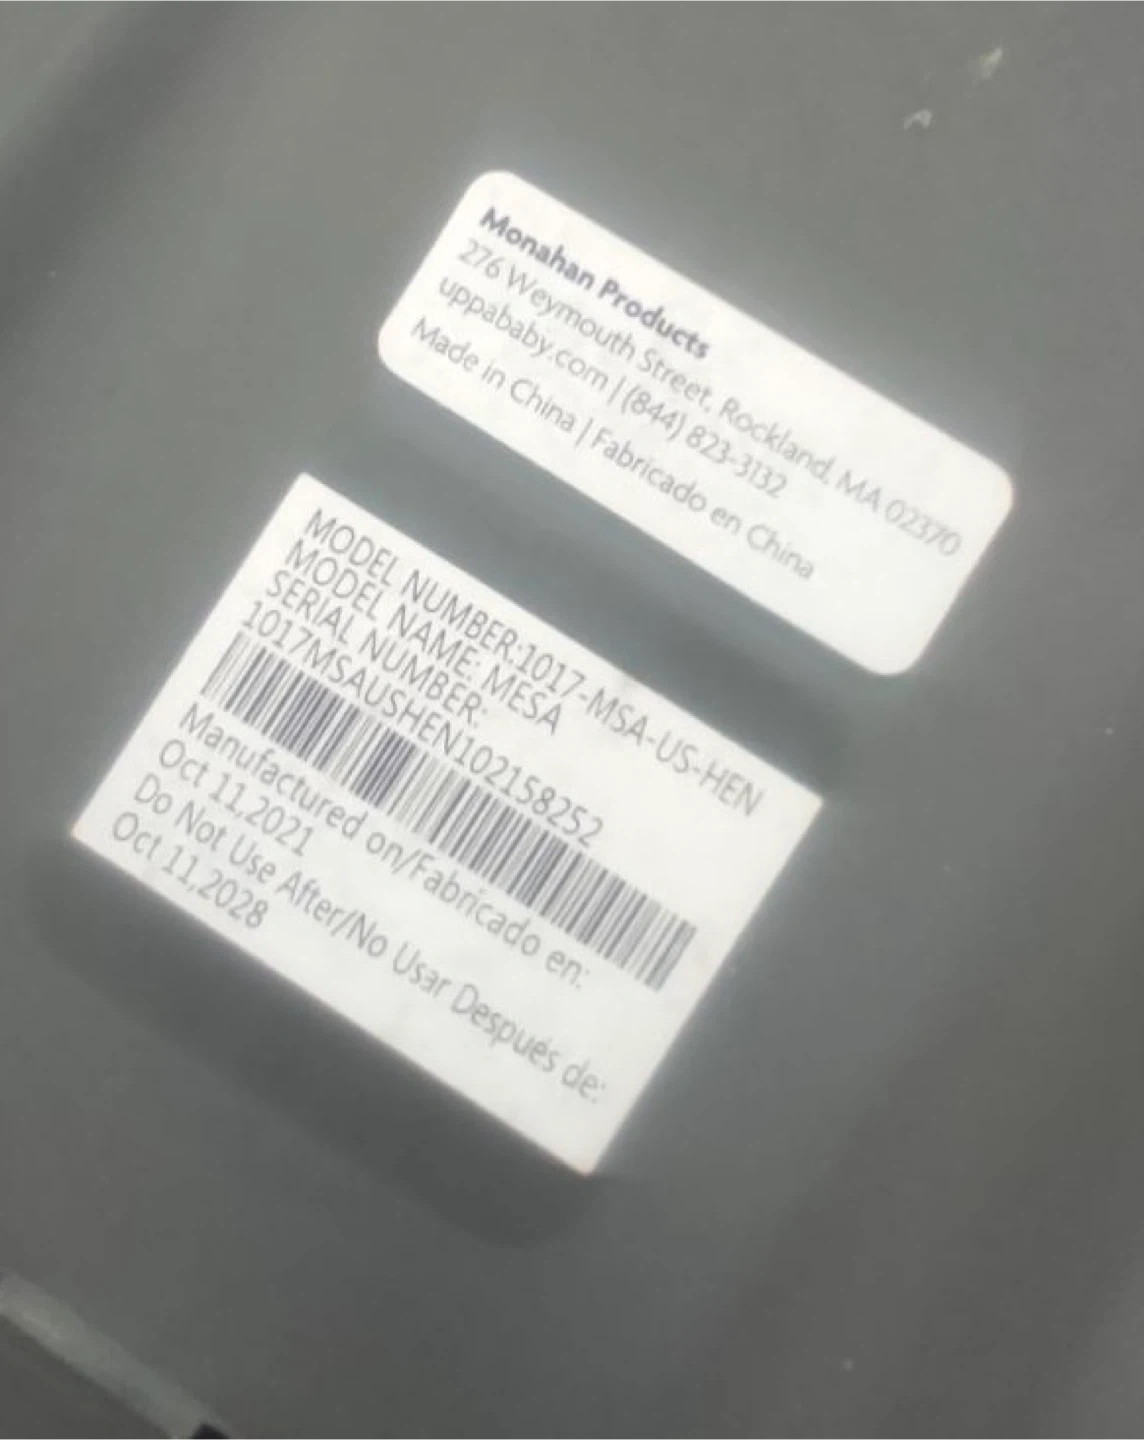 Monahan Products
276 Weymouth Street, Rockland, MA 02370
uppababy.com | (844) 823-3132
Made in China | Fabricado en China
MODEL NUMBER:1017-MSA-US-HEN
MODEL NAME: MESA
SERIAL NUMBER:
1017MSAUSHEN102158252
Manufactured on/Fabricado en:
Oct 11,2021
Do Not Use After/No Usar Después de:
Oct 11,2028